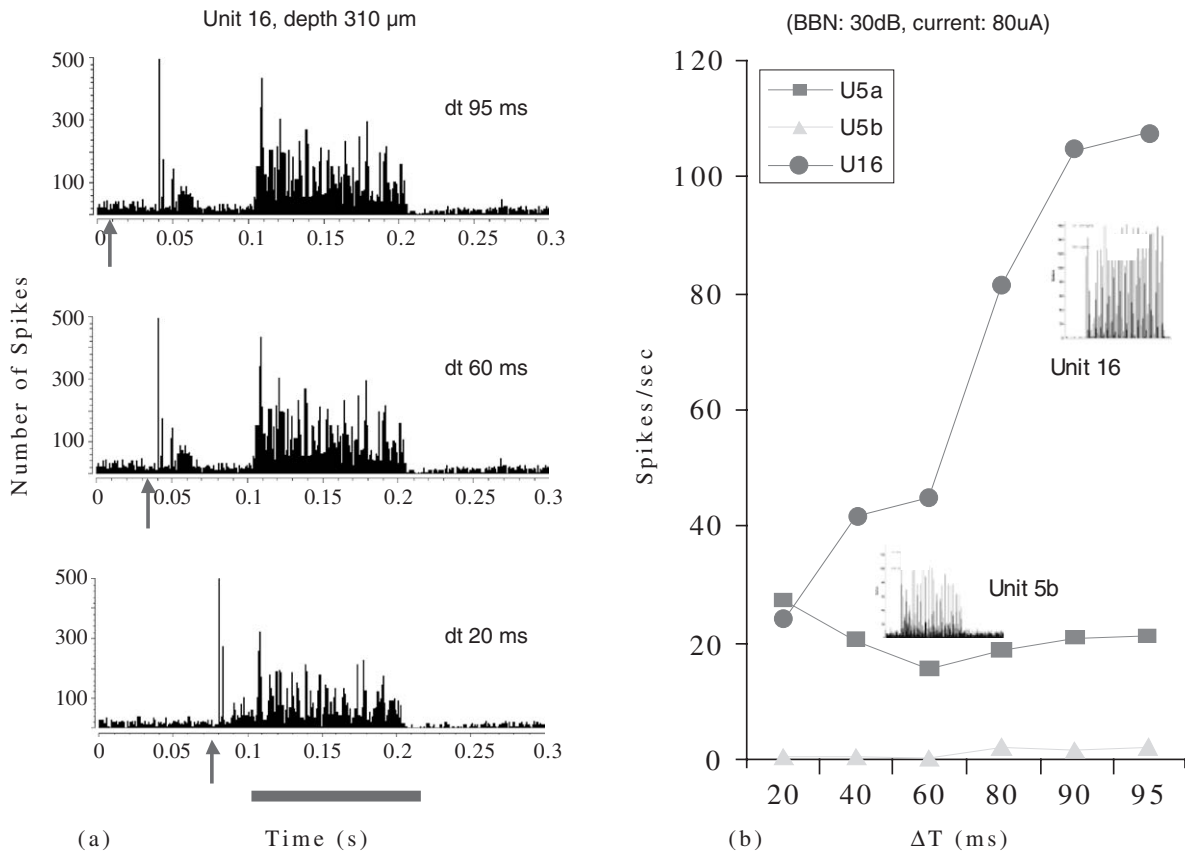 Unit 16, depth 310 µm
500
300
100
dt 95 ms
0 0.05 0.1 0.15 0.2 0.25 0.3
500
300
100
dt 60 ms
0 0.05 0.1 0.15 0.2 0.25 0.3
500
300
100
dt 20 ms
0 0.05 0.1 0.15 0.2 0.25 0.3
Number of Spikes
(a) Time (s)
(BBN: 30dB, current: 80uA)
120
100
80
60
40
20
0
U5a
U5b
U16
Unit 16
Unit 5b
Spikes/sec
20 40 60 80 90 95
(b) ΔT (ms)